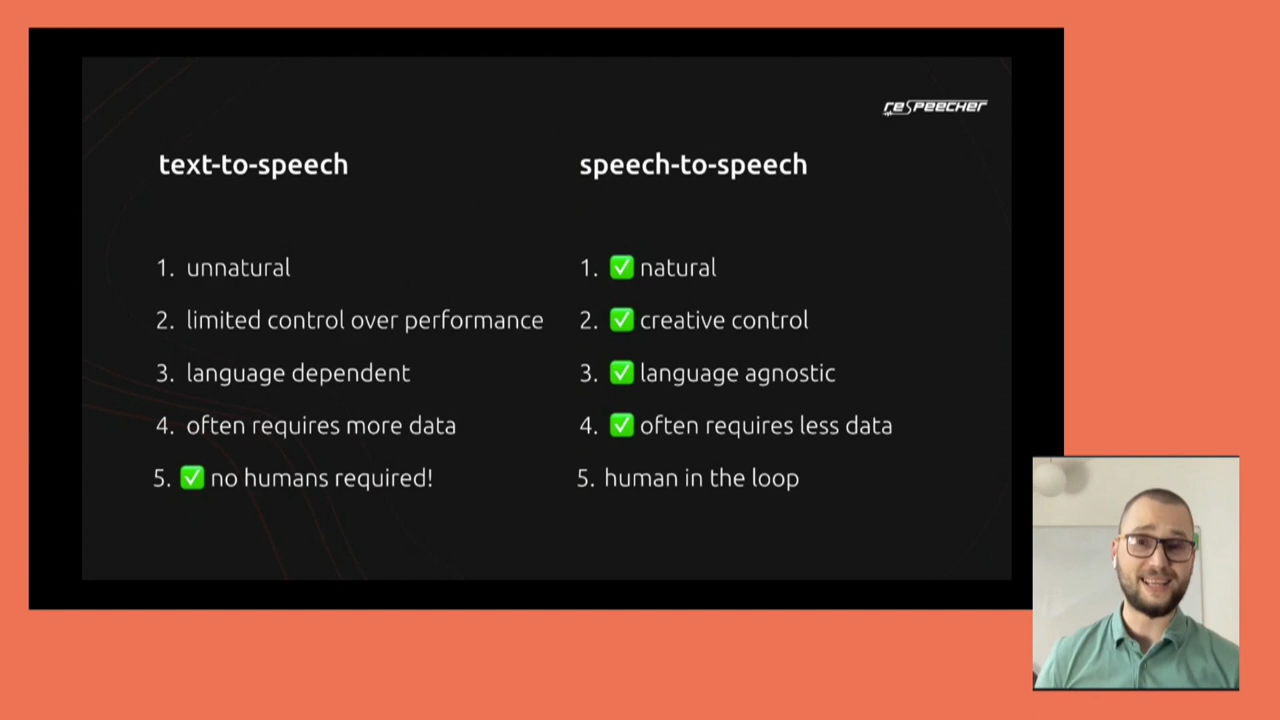 reSpeecher
text-to-speech
1. unnatural
2. limited control over performance
3. language dependent
4. often requires more data
5. ✅ no humans required!
speech-to-speech
1. ✅ natural
2. ✅ creative control
3. ✅ language agnostic
4. ✅ often requires less data
5. human in the loop